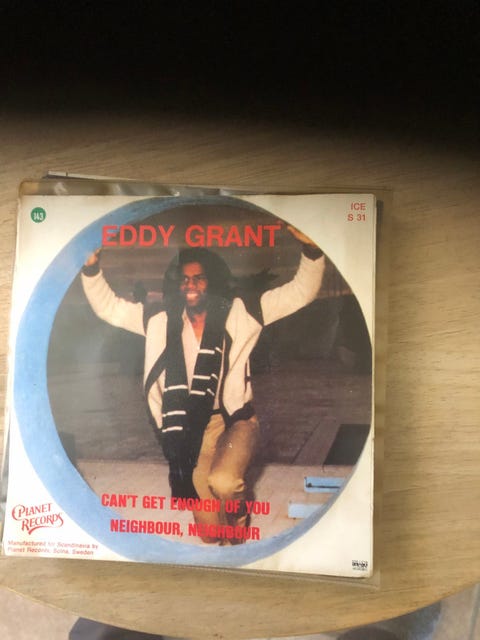 143
ICE
S 31
EDDY GRANT
CAN'T GET ENOUGH OF YOU
NEIGHBOUR, NEIGHBOUR
PLANET
RECORDS
Manufactured for Scandinavia by
Planet Records, Solna, Sweden